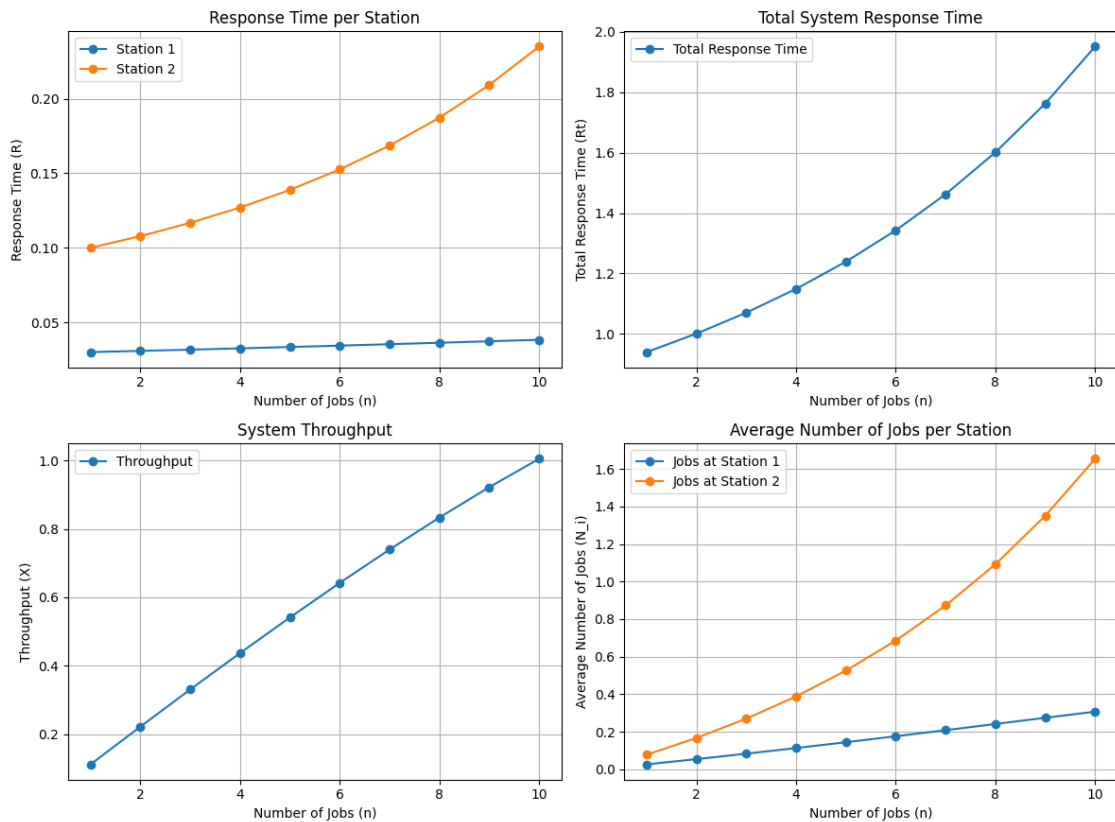 Response Time per Station
Station 1
Station 2
0.20
0.15
0.10
0.05
Response Time (R)
2
4
6
8
10
Number of Jobs (n)
Total System Response Time
Total Response Time
2.0
1.8
1.6
1.4
1.2
1.0
Total Response Time (Rt)
2
4
6
8
10
Number of Jobs (n)
System Throughput
Throughput
1.0
0.8
0.6
0.4
0.2
Throughput (X)
2
4
6
8
10
Number of Jobs (n)
Average Number of Jobs per Station
Jobs at Station 1
Jobs at Station 2
1.6
1.4
1.2
1.0
0.8
0.6
0.4
0.2
0.0
Average Number of Jobs (N_i)
2
4
6
8
10
Number of Jobs (n)